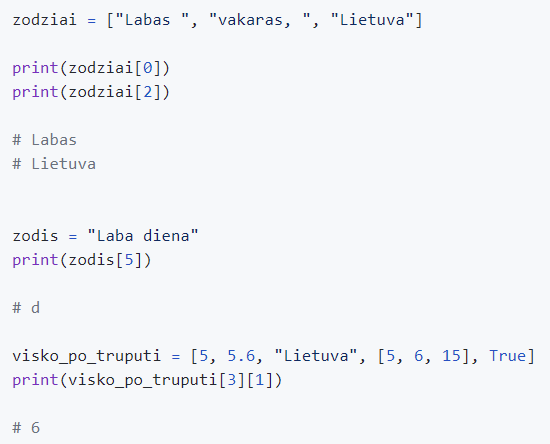 zodziai = ["Labas ", "vakaras, ", "Lietuva"]
print(zodziai[0])
print(zodziai[2])
# Labas
# Lietuva
zodis = "Laba diena"
print(zodis[5])
# d
visko_po_truputi = [5, 5.6, "Lietuva", [5, 6, 15], True]
print(visko_po_truputi[3][1])
# 6